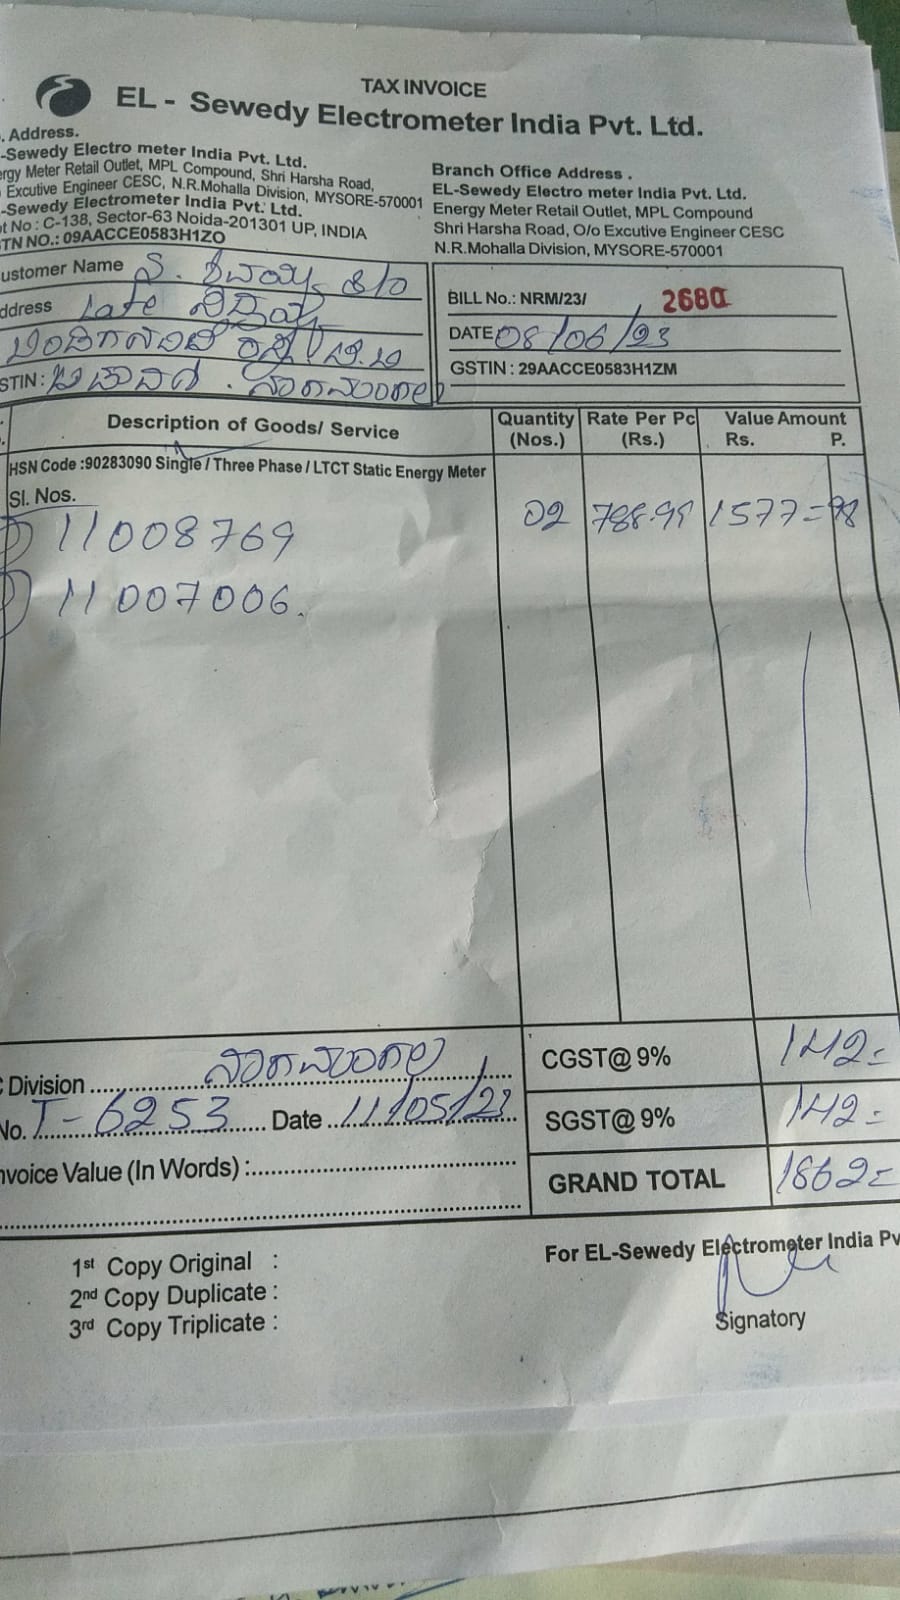 TAX INVOICE
EL - Sewedy Electrometer India Pvt. Ltd.
. Address.
-Sewedy Electro meter India Pvt. Ltd.
ergy Meter Retail Outlet, MPL Compound, Shri Harsha Road,
Excutive Engineer CESC, N.R.Mohalla Division, MYSORE-570001
-Sewedy Electrometer India Pvt. Ltd.
ot No : C-138, Sector-63 Noida-201301 UP, INDIA
STN NO.: 09AACCE0583H1ZO
Branch Office Address .
EL-Sewedy Electro meter India Pvt. Ltd.
Energy Meter Retail Outlet, MPL Compound
Shri Harsha Road, O/o Excutive Engineer CESC
N.R.Mohalla Division, MYSORE-570001
ustomer Name S. S/o
ddress Late
STIN :
BILL No.: NRM/23/ 2680
DATE 08/06/23
GSTIN : 29AACCE0583H1ZM
Description of Goods/ Service Quantity (Nos.) Rate Per Pc (Rs.) Value Amount Rs. P.
HSN Code :90283090 Single / Three Phase / LTCT Static Energy Meter
Sl. Nos.
11008769 02 788.99 1577=98
11007006.
CGST@ 9% 142=
SGST@ 9% 142=
GRAND TOTAL 1862=
C Division
No. T-6253 Date 11/05/23
nvoice Value (In Words) :
1st Copy Original :
2nd Copy Duplicate :
3rd Copy Triplicate :
For EL-Sewedy Electrometer India Pv
Signatory